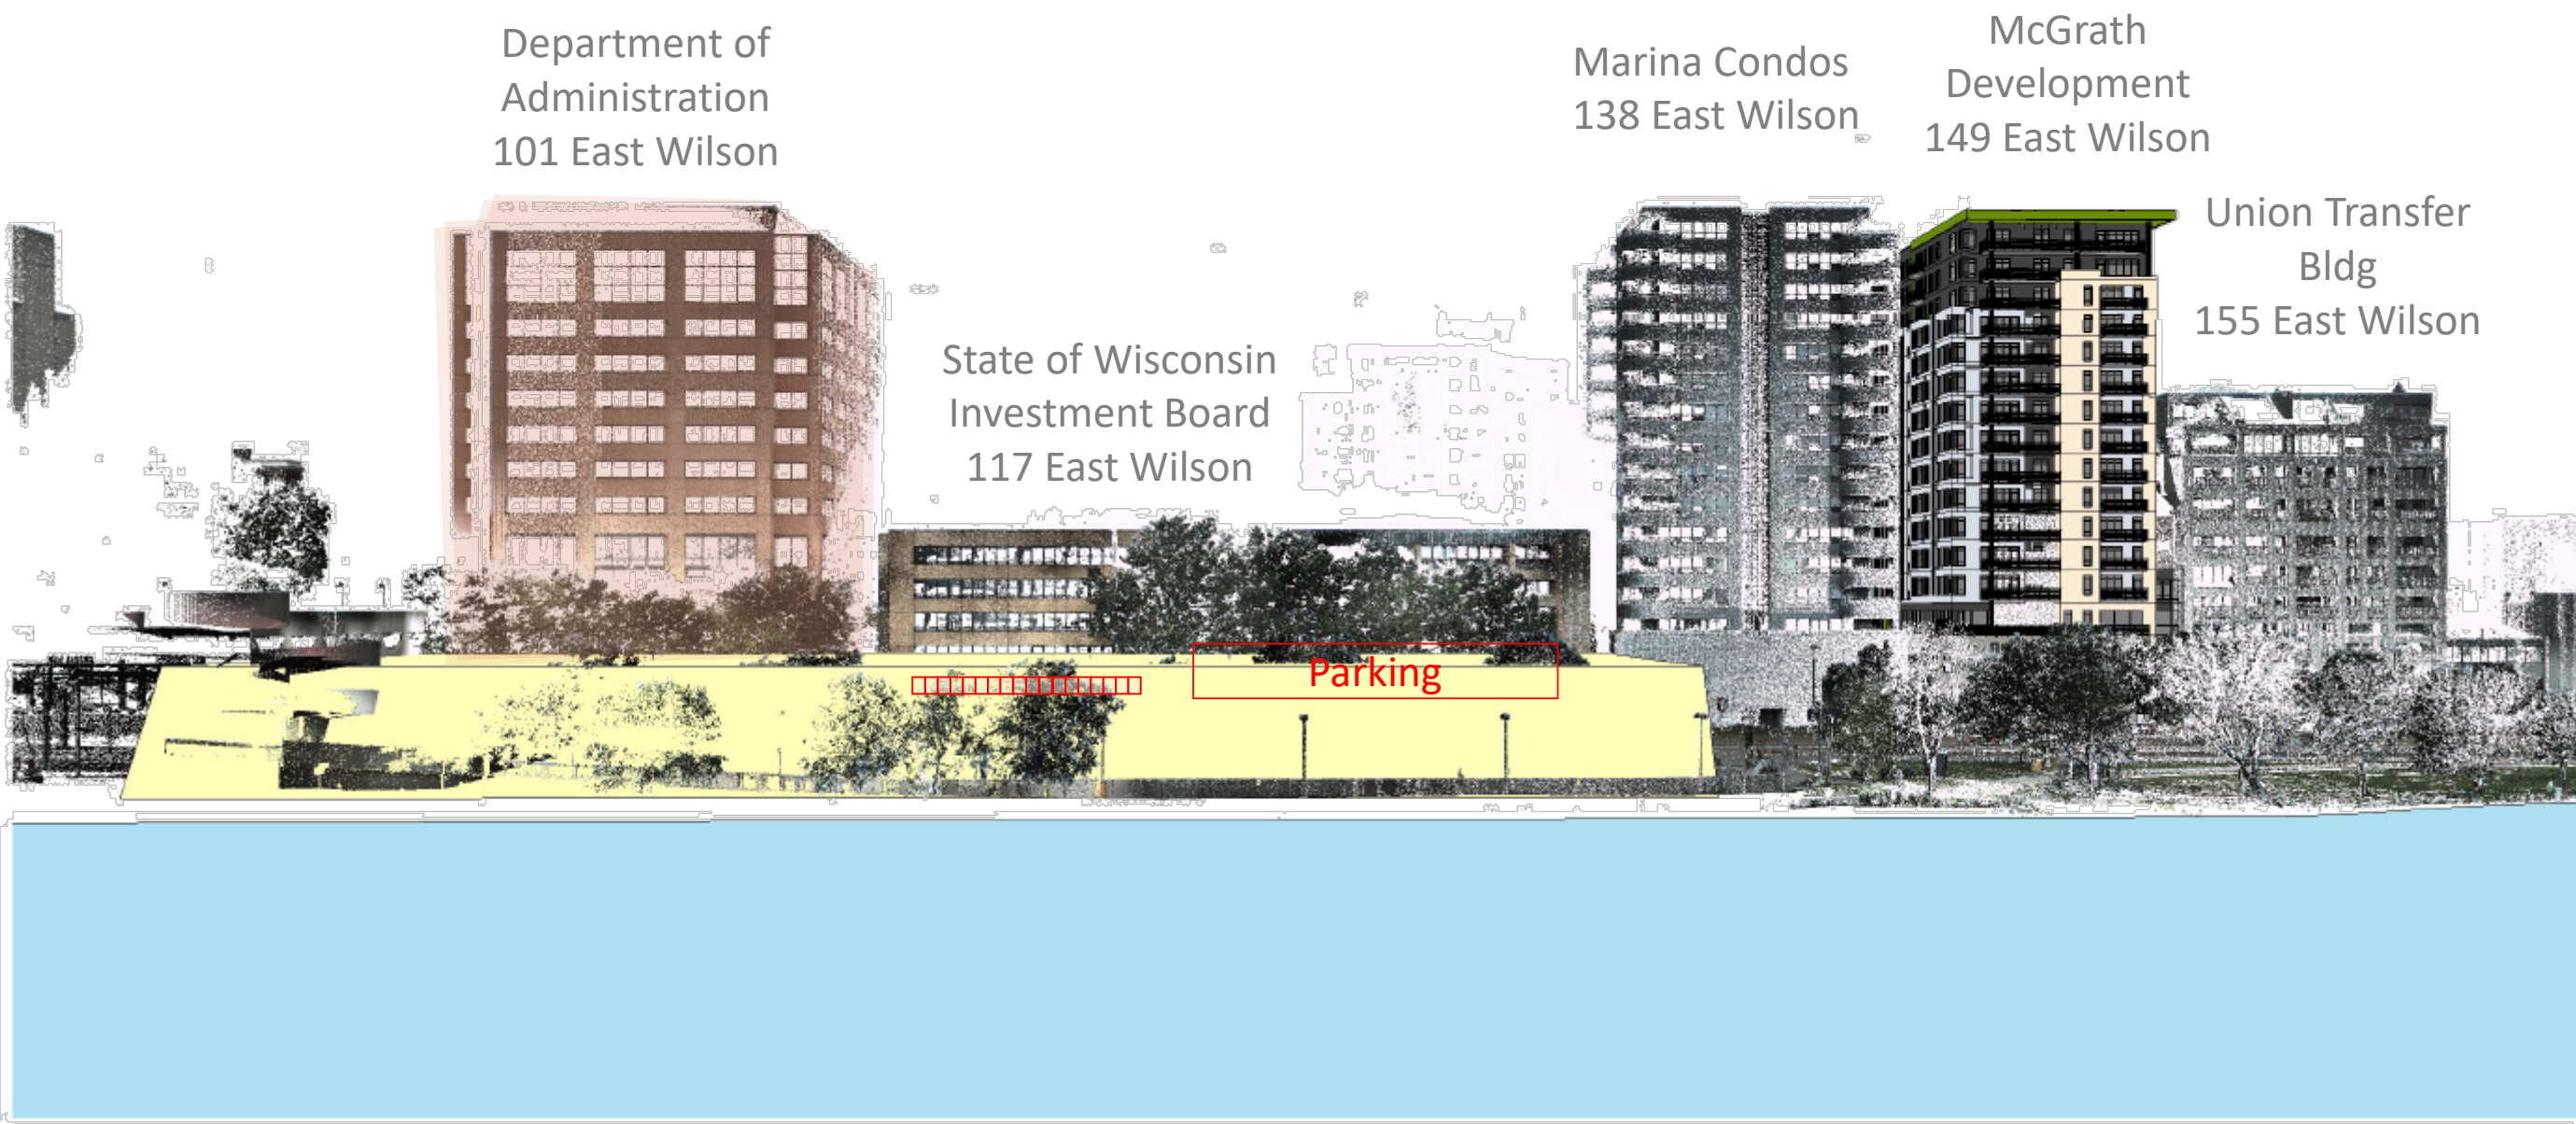 Department of
Administration
101 East Wilson
State of Wisconsin
Investment Board
117 East Wilson
Marina Condos
138 East Wilson
McGrath
Development
149 East Wilson
Union Transfer
Bldg
155 East Wilson
Parking